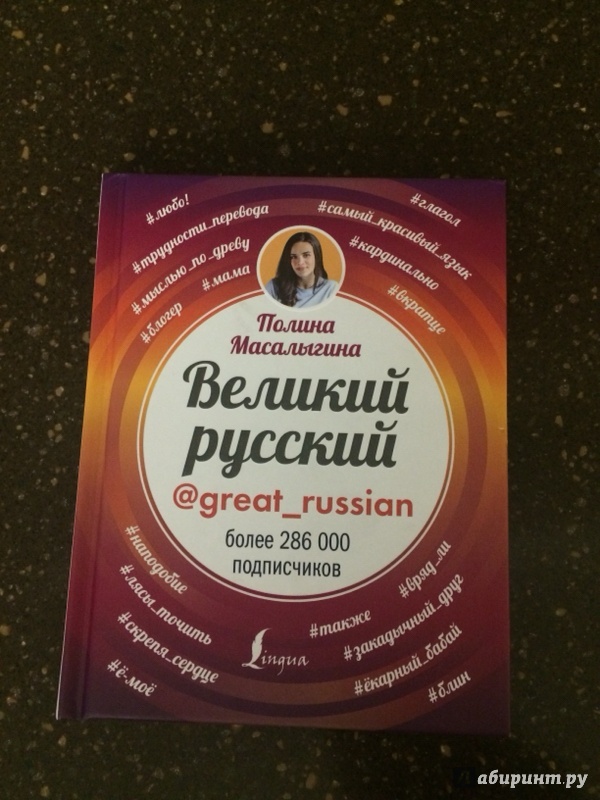 #любо!
#трудности_перевода
#мыслью_по_древу
#мама
#блогер
#глагол
#самый_красивый_язык
#кардинально
#вкратце
Полина
Масалыгина
Великий
русский
@great_russian
более 286 000
подписчиков
#наподобие
#лясы_точить
#скрепя_сердце
#ё-моё
#вряд_ли
#также
#закадычный_друг
#ёкарный_бабай
#блин
Lingua
Лабиринт.ру